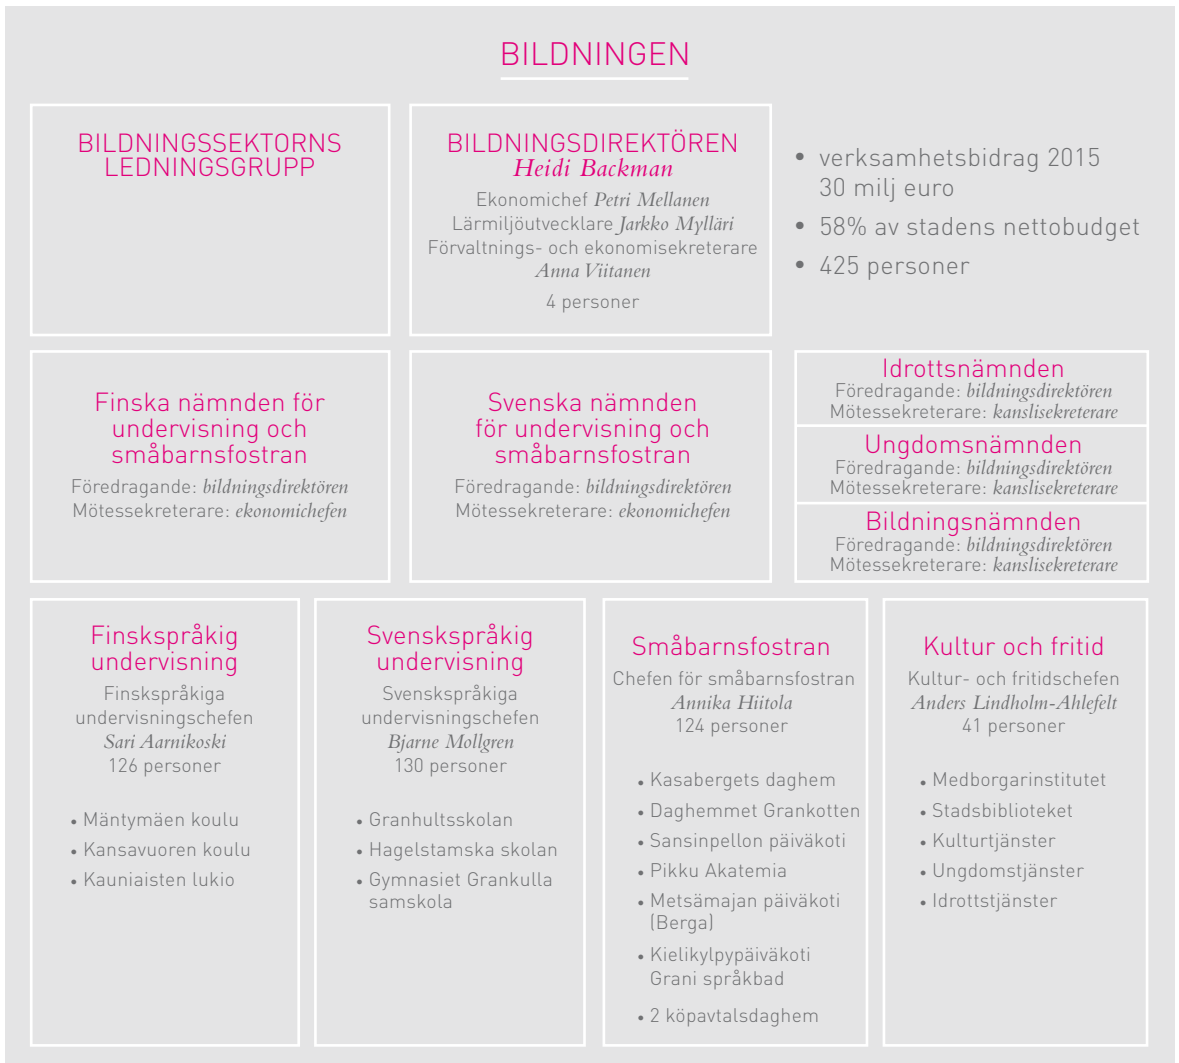 BILDNINGEN
BILDNINGSSEKTORNS
LEDNINGSGRUPP
BILDNINGSDIREKTÖREN
Heidi Backman
Ekonomichef Petri Mellanen
Lärmiljöutvecklare Jarkko Mylläri
Förvaltnings- och ekonomisekreterare
Anna Viitanen
4 personer
• verksamhetsbidrag 2015
30 milj euro
• 58% av stadens nettobudget
• 425 personer
Finska nämnden för
undervisning och
småbarnsfostran
Föredragande: bildningsdirektören
Mötessekreterare: ekonomichefen
Svenska nämnden
för undervisning och
småbarnsfostran
Föredragande: bildningsdirektören
Mötessekreterare: ekonomichefen
Idrottsnämnden
Föredragande: bildningsdirektören
Mötessekreterare: kanslisekreterare
Ungdomsnämnden
Föredragande: bildningsdirektören
Mötessekreterare: kanslisekreterare
Bildningsnämnden
Föredragande: bildningsdirektören
Mötessekreterare: kanslisekreterare
Finskspråkig
undervisning
Finskspråkiga
undervisningschefen
Sari Aarnikoski
126 personer
• Mäntymäen koulu
• Kansavuoren koulu
• Kauniaisten lukio
Svenskspråkig
undervisning
Svenskspråkiga
undervisningschefen
Bjarne Mollgren
130 personer
• Granhultsskolan
• Hagelstamska skolan
• Gymnasiet Grankulla
samskola
Småbarnsfostran
Chefen för småbarnsfostran
Annika Hiitola
124 personer
• Kasabergets daghem
• Daghemmet Grankotten
• Sansinpellon päiväkoti
• Pikku Akatemia
• Metsämajan päiväkoti
(Berga)
• Kielikylpypäiväkoti
Grani språkbad
• 2 köpavtalsdaghem
Kultur och fritid
Kultur- och fritidschefen
Anders Lindholm-Ahlefelt
41 personer
• Medborgarinstitutet
• Stadsbiblioteket
• Kulturtjänster
• Ungdomstjänster
• Idrottstjänster